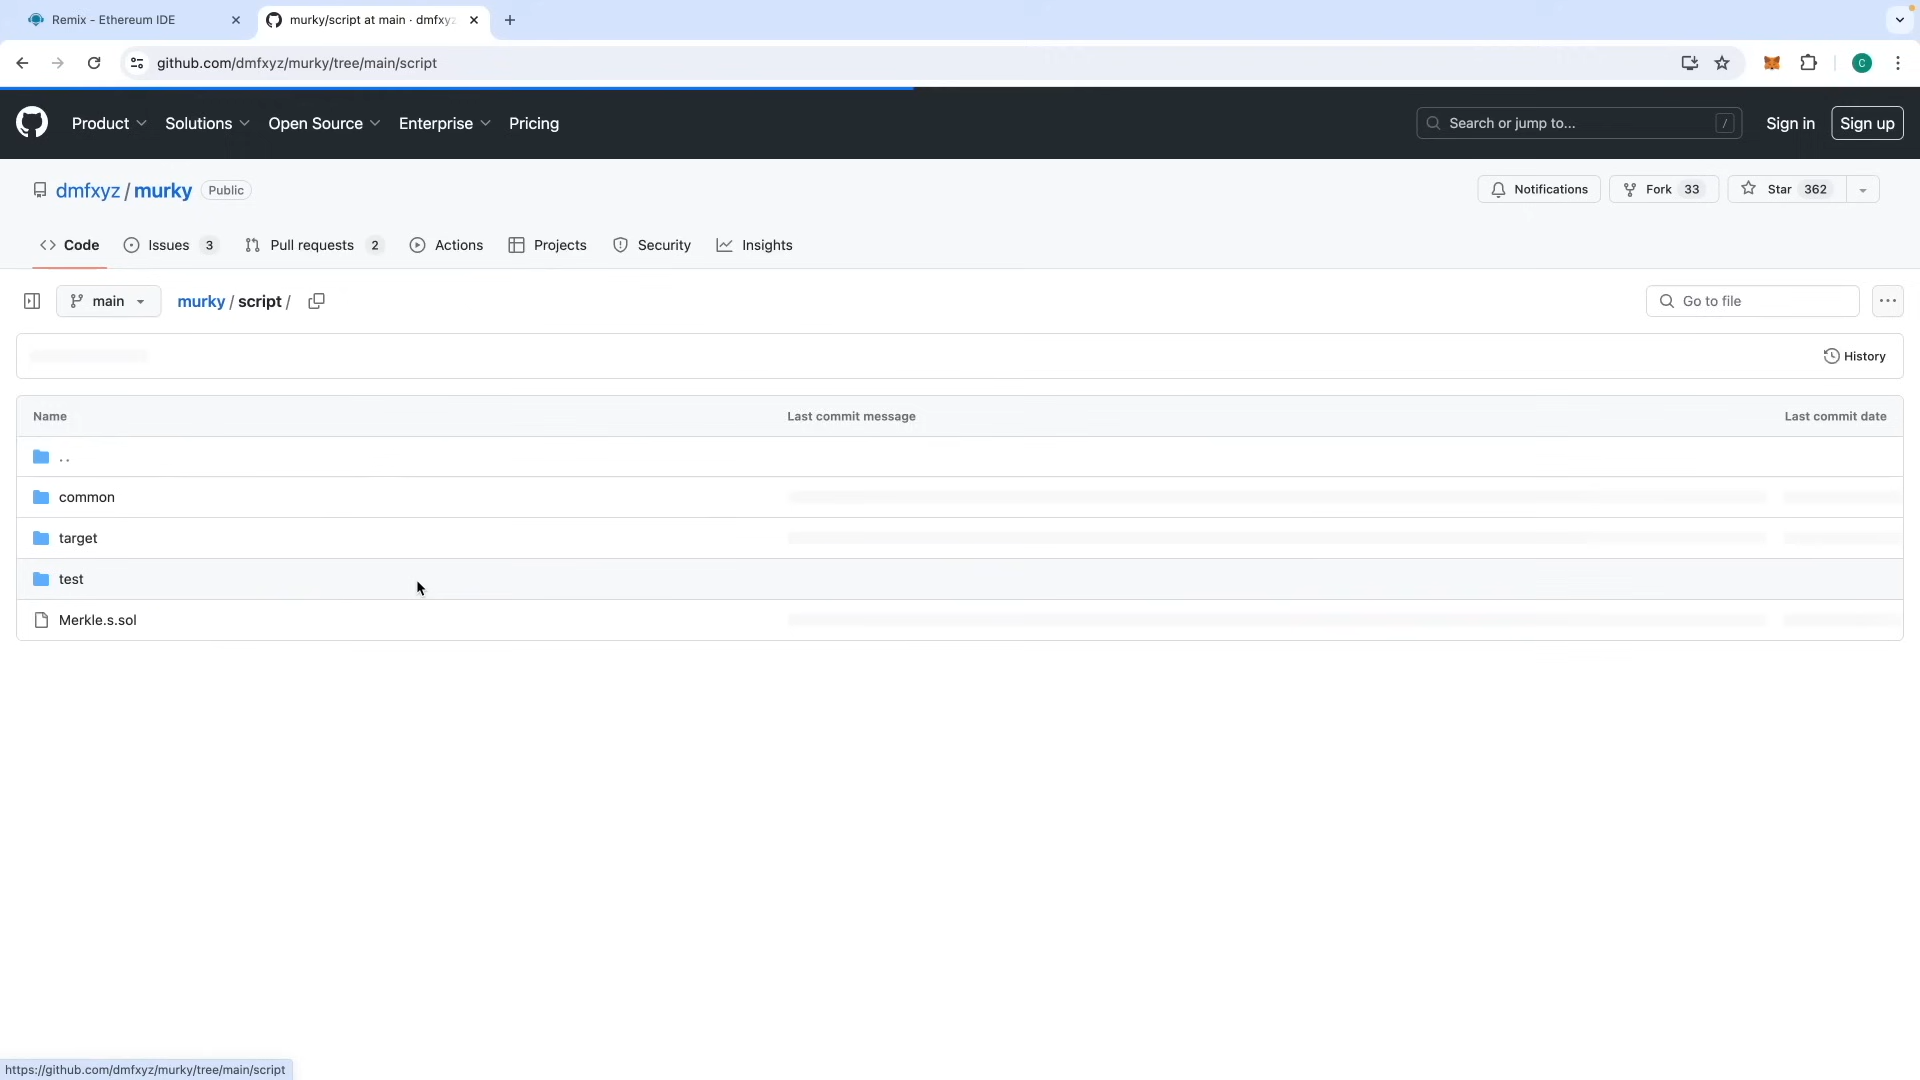 Remix - Ethereum IDE
murky/script at main · dmfxyz
github.com/dmfxyz/murky/tree/main/script
C
Product Solutions Open Source Enterprise Pricing
Search or jump to... /
Sign in Sign up
dmfxyz / murky Public
Notifications Fork 33 Star 362
Code Issues 3 Pull requests 2 Actions Projects Security Insights
main murky / script / Go to file
History
Name Last commit message Last commit date
..
common
target
test
Merkle.s.sol
https://github.com/dmfxyz/murky/tree/main/script